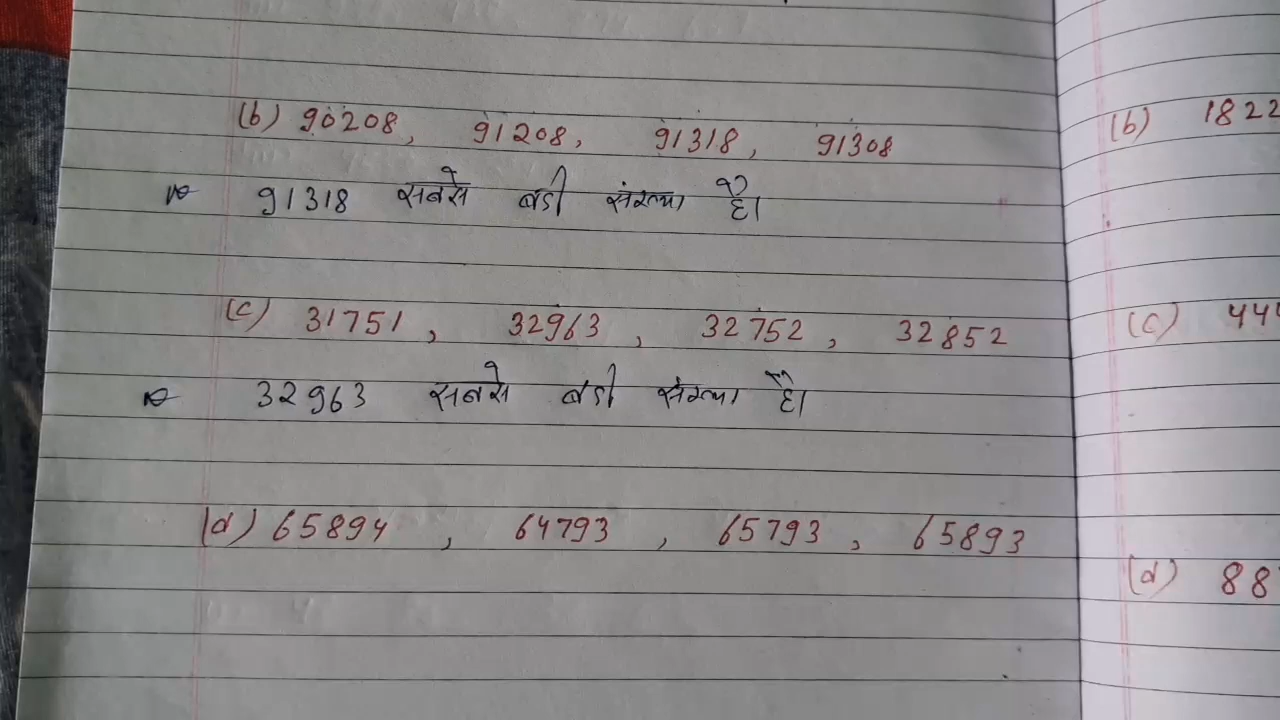 (b) 90208, 91208, 91318, 91308
91318 सबसे बडी संख्या है।
(c) 31751, 32963, 32752, 32852
32963 सबसे बडी संख्या है।
(d) 65894, 64793, 65793, 65893
(b) 1822
(c) 444
(d) 88